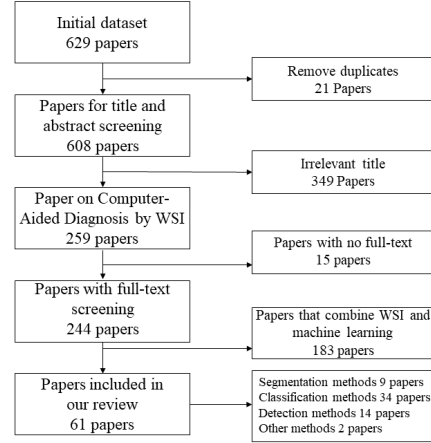 Initial dataset
629 papers
Remove duplicates
21 Papers
Papers for title and
abstract screening
608 papers
Irrelevant title
349 Papers
Paper on Computer-
Aided Diagnosis by WSI
259 papers
Papers with no full-text
15 papers
Papers with full-text
screening
244 papers
Papers that combine WSI and
machine learning
183 papers
Papers included in
our review
61 papers
Segmentation methods 9 papers
Classification methods 34 papers
Detection methods 14 papers
Other methods 2 papers